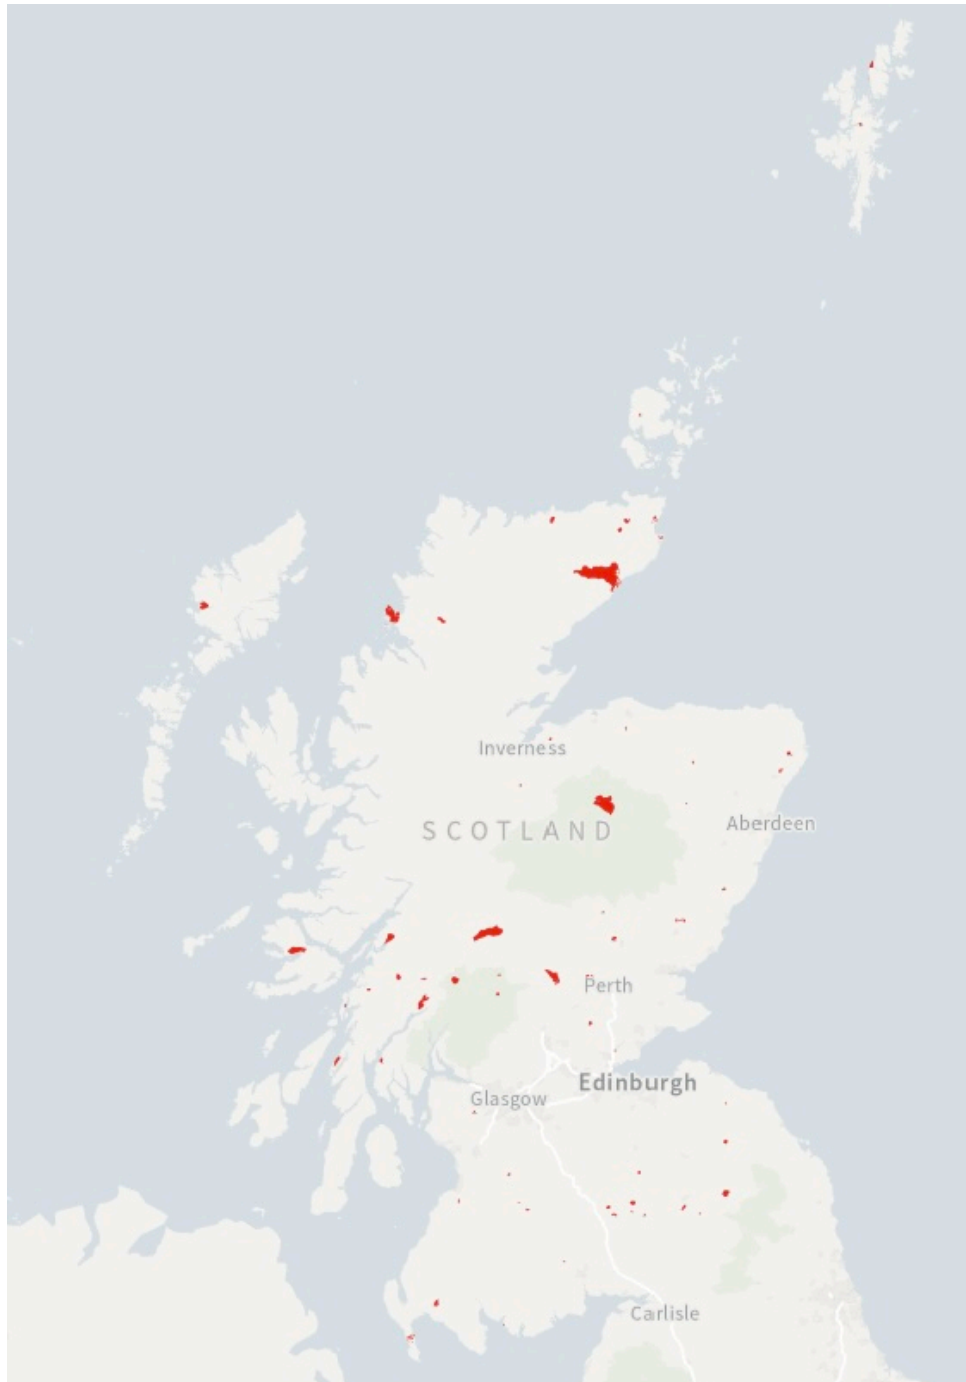 Inverness
SCOTLAND
Aberdeen
Perth
Edinburgh
Glasgow
Carlisle